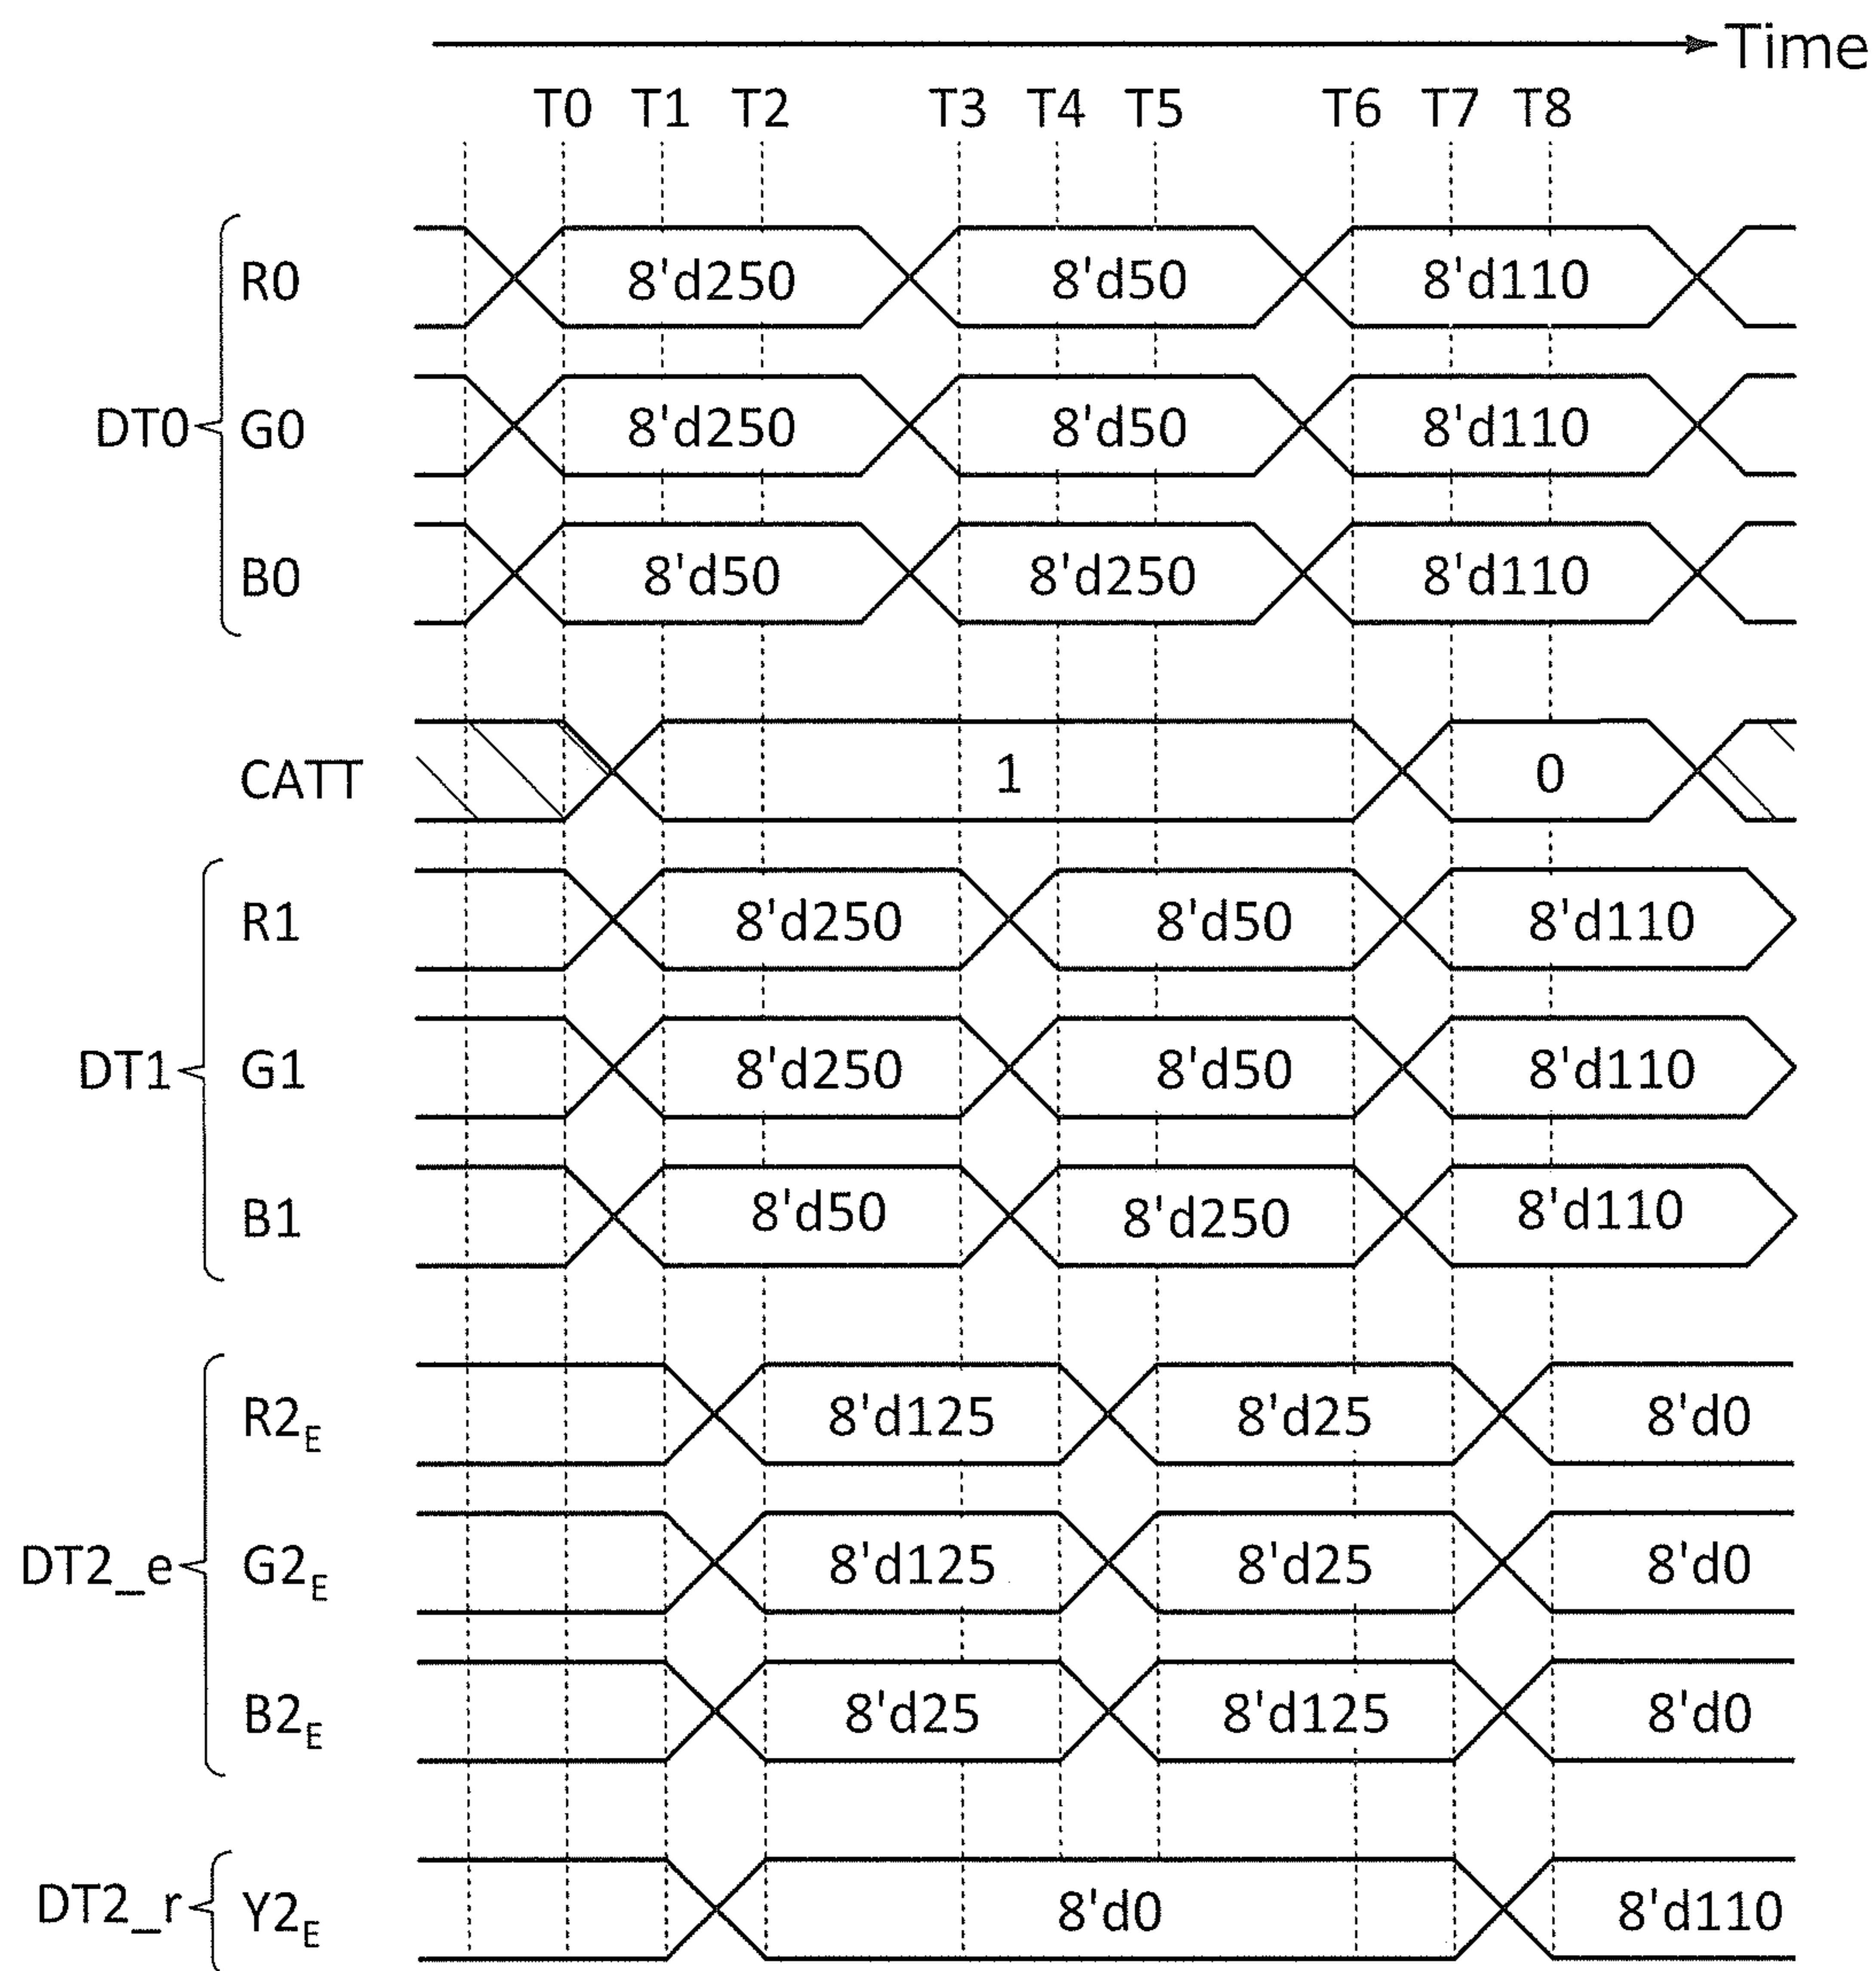 Time
T0 T1 T2 T3 T4 T5 T6 T7 T8
R0 8'd250 8'd50 8'd110
DT0 G0 8'd250 8'd50 8'd110
B0 8'd50 8'd250 8'd110
CATT 1 0
R1 8'd250 8'd50 8'd110
DT1 G1 8'd250 8'd50 8'd110
B1 8'd50 8'd250 8'd110
R2E 8'd125 8'd25 8'd0
DT2_e G2E 8'd125 8'd25 8'd0
B2E 8'd25 8'd125 8'd0
DT2_r Y2E 8'd0 8'd110